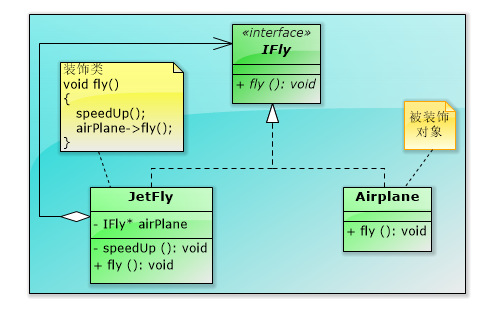 «interface»
IFly
+ fly (): void
装饰类
void fly()
{
speedUp();
airPlane->fly();
}
被装饰
对象
JetFly
- IFly* airPlane
- speedUp (): void
+ fly (): void
Airplane
+ fly (): void